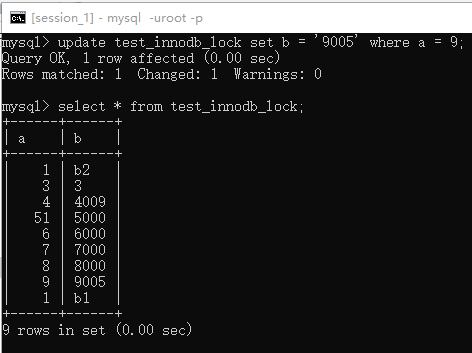 [session_1] - mysql -uroot -p
mysql> update test_innodb_lock set b = '9005' where a = 9;
Query OK, 1 row affected (0.00 sec)
Rows matched: 1  Changed: 1  Warnings: 0
mysql> select * from test_innodb_lock;
+------+------+
| a    | b    |
+------+------+
|    1 | b2   |
|    3 | 3    |
|    4 | 4009 |
|   51 | 5000 |
|    6 | 6000 |
|    7 | 7000 |
|    8 | 8000 |
|    9 | 9005 |
|    1 | b1   |
+------+------+
9 rows in set (0.00 sec)